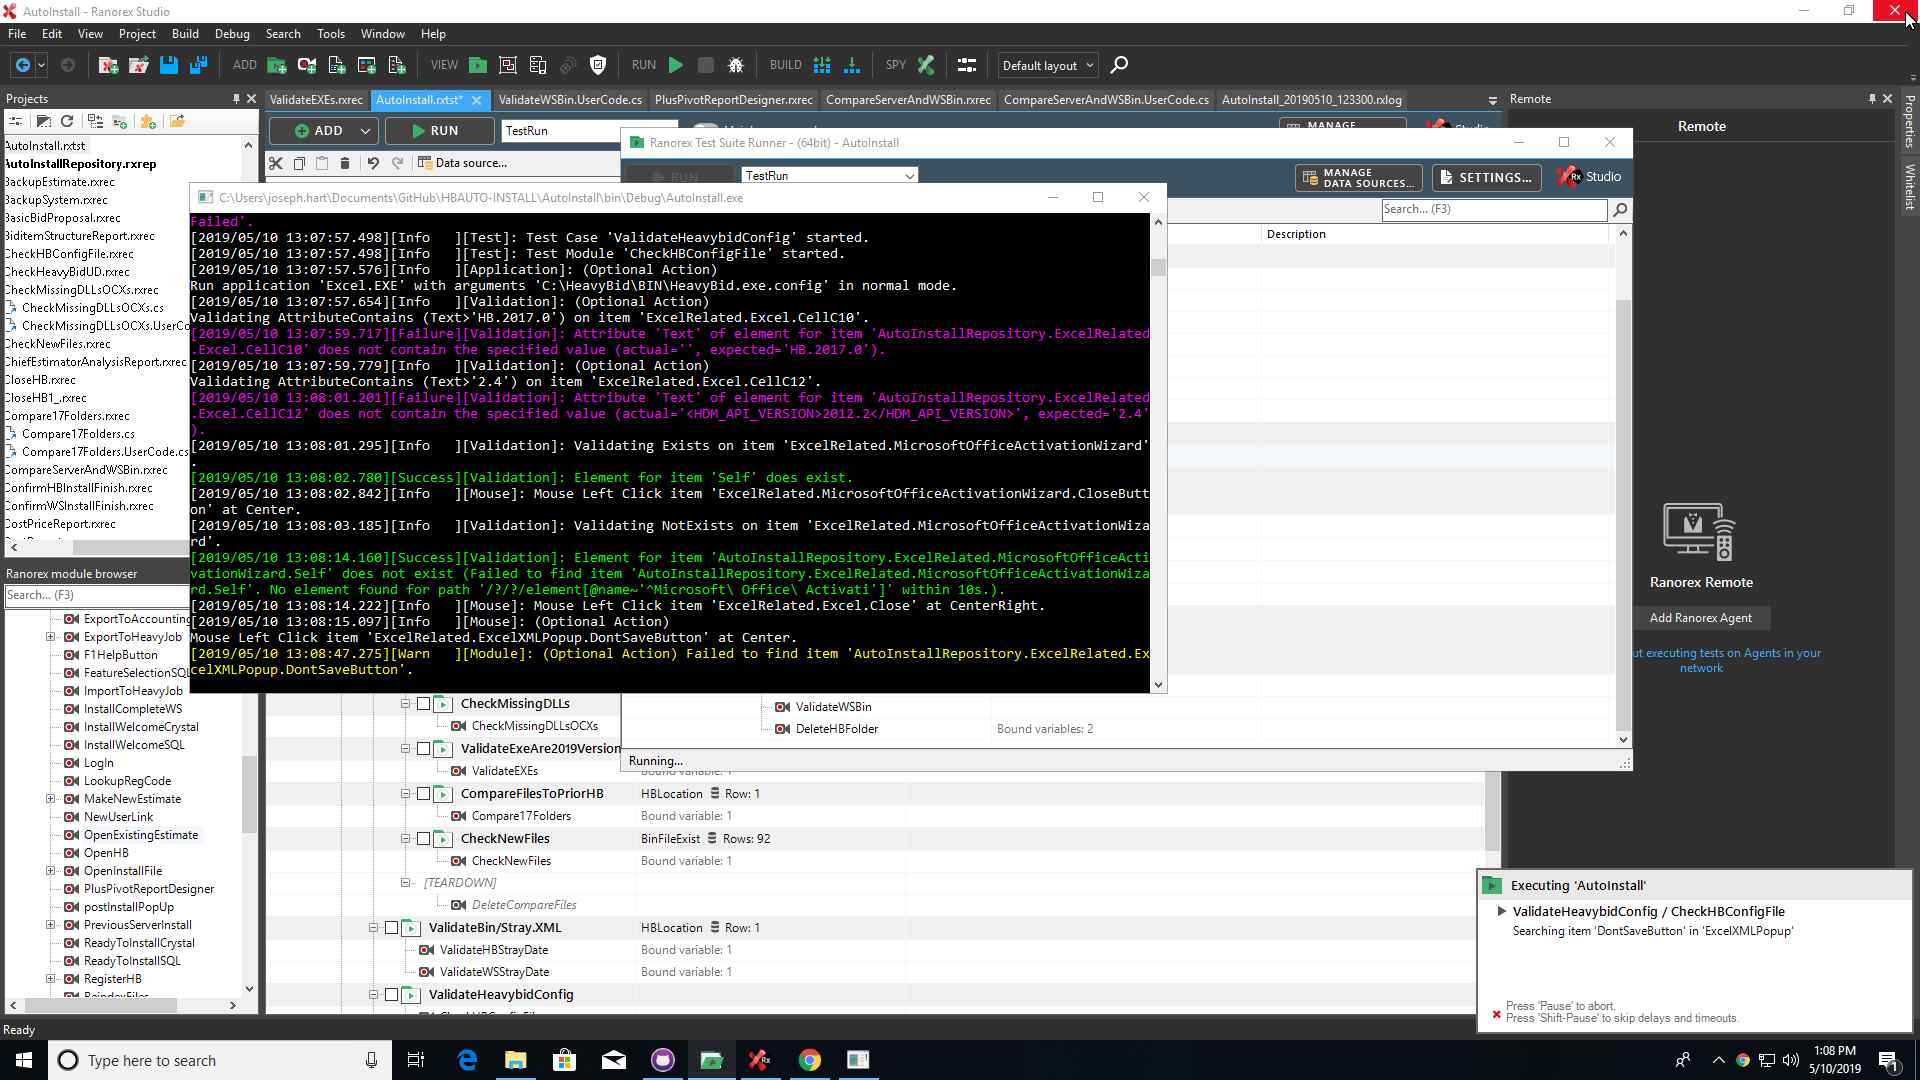 AutoInstall - Ranorex Studio
File Edit View Project Build Debug Search Tools Window Help
ADD VIEW RUN BUILD SPY Default layout
Projects
ValidateEXEs.rxrec AutoInstall.rxtst* ValidateWSBin.UserCode.cs PlusPivotReportDesigner.rxrec CompareServerAndWSBin.rxrec CompareServerAndWSBin.UserCode.cs AutoInstall_20190510_123300.rxlog
Remote
Properties
Whitelist
ADD RUN TestRun
MANAGE
Data source...
AutoInstall.rxtst
AutoInstallRepository.rxrep
BackupEstimate.rxrec
BackupSystem.rxrec
BasicBidProposal.rxrec
BiditemStructureReport.rxrec
CheckHBConfigFile.rxrec
CheckHeavyBidUD.rxrec
CheckMissingDLLsOCXs.rxrec
CheckMissingDLLsOCXs.cs
CheckMissingDLLsOCXs.UserCo
CheckNewFiles.rxrec
ChiefEstimatorAnalysisReport.rxrec
CloseHB.rxrec
CloseHB1_.rxrec
Compare17Folders.rxrec
Compare17Folders.cs
Compare17Folders.UserCode.cs
CompareServerAndWSBin.rxrec
ConfirmHBInstallFinish.rxrec
ConfirmWSInstallFinish.rxrec
CostPriceReport.rxrec
Ranorex module browser
Search... (F3)
ExportToAccounting
ExportToHeavyJob
F1HelpButton
FeatureSelectionSQL
ImportToHeavyJob
InstallCompleteWS
InstallWelcomeCrystal
InstallWelcomeSQL
LogIn
LookupRegCode
MakeNewEstimate
NewUserLink
OpenExistingEstimate
OpenHB
OpenInstallFile
PlusPivotReportDesigner
postInstallPopUp
PreviousServerInstall
ReadyToInstallCrystal
ReadyToInstallSQL
RegisterHB
ReindexFiles
Ranorex Test Suite Runner - (64bit) - AutoInstall
RUN TestRun
MANAGE
DATA SOURCES...
SETTINGS...
Studio
Search... (F3)
Description
C:\Users\joseph.hart\Documents\GitHub\HBAUTO-INSTALL\AutoInstall\bin\Debug\AutoInstall.exe
Failed'.
[2019/05/10 13:07:57.498][Info   ][Test]: Test Case 'ValidateHeavybidConfig' started.
[2019/05/10 13:07:57.498][Info   ][Test]: Test Module 'CheckHBConfigFile' started.
[2019/05/10 13:07:57.576][Info   ][Application]: (Optional Action)
Run application 'Excel.EXE' with arguments 'C:\HeavyBid\BIN\HeavyBid.exe.config' in normal mode.
[2019/05/10 13:07:57.654][Info   ][Validation]: (Optional Action)
Validating AttributeContains (Text>'HB.2017.0') on item 'ExcelRelated.Excel.CellC10'.
[2019/05/10 13:07:59.717][Failure][Validation]: Attribute 'Text' of element for item 'AutoInstallRepository.ExcelRelated
.Excel.CellC10' does not contain the specified value (actual='', expected='HB.2017.0').
[2019/05/10 13:07:59.779][Info   ][Validation]: (Optional Action)
Validating AttributeContains (Text>'2.4') on item 'ExcelRelated.Excel.CellC12'.
[2019/05/10 13:08:01.201][Failure][Validation]: Attribute 'Text' of element for item 'AutoInstallRepository.ExcelRelated
.Excel.CellC12' does not contain the specified value (actual='<HDM_API_VERSION>2012.2</HDM_API_VERSION>', expected='2.4'
).
[2019/05/10 13:08:01.295][Info   ][Validation]: Validating Exists on item 'ExcelRelated.MicrosoftOfficeActivationWizard'
.
[2019/05/10 13:08:02.780][Success][Validation]: Element for item 'Self' does exist.
[2019/05/10 13:08:02.842][Info   ][Mouse]: Mouse Left Click item 'ExcelRelated.MicrosoftOfficeActivationWizard.CloseButt
on' at Center.
[2019/05/10 13:08:03.185][Info   ][Validation]: Validating NotExists on item 'ExcelRelated.MicrosoftOfficeActivationWiza
rd'.
[2019/05/10 13:08:14.160][Success][Validation]: Element for item 'AutoInstallRepository.ExcelRelated.MicrosoftOfficeActi
vationWizard.Self' does not exist (Failed to find item 'AutoInstallRepository.ExcelRelated.MicrosoftOfficeActivationWiza
rd.Self'. No element found for path '/?/?/element[@name~'^Microsoft\ Office\ Activati']' within 10s.).
[2019/05/10 13:08:14.222][Info   ][Mouse]: Mouse Left Click item 'ExcelRelated.Excel.Close' at CenterRight.
[2019/05/10 13:08:15.097][Info   ][Mouse]: (Optional Action)
Mouse Left Click item 'ExcelRelated.ExcelXMLPopup.DontSaveButton' at Center.
[2019/05/10 13:08:47.275][Warn   ][Module]: (Optional Action) Failed to find item 'AutoInstallRepository.ExcelRelated.Ex
celXMLPopup.DontSaveButton'.
ValidateWSBin
DeleteHBFolder Bound variables: 2
Running...
CheckMissingDLLs
CheckMissingDLLsOCXs
ValidateExeAre2019Version
ValidateEXEs Bound variable: 1
CompareFilesToPriorHB HBLocation Row: 1
Compare17Folders Bound variable: 1
CheckNewFiles BinFileExist Rows: 92
CheckNewFiles Bound variable: 1
[TEARDOWN]
DeleteCompareFiles
ValidateBin/Stray.XML HBLocation Row: 1
ValidateHBStrayDate Bound variable: 1
ValidateWSStrayDate Bound variable: 1
ValidateHeavybidConfig
Remote
Ranorex Remote
Add Ranorex Agent
ut executing tests on Agents in your
network
Executing 'AutoInstall'
ValidateHeavybidConfig / CheckHBConfigFile
Searching item 'DontSaveButton' in 'ExcelXMLPopup'
Press 'Pause' to abort.
Press 'Shift-Pause' to skip delays and timeouts.
Ready
Type here to search
1:08 PM
5/10/2019
1